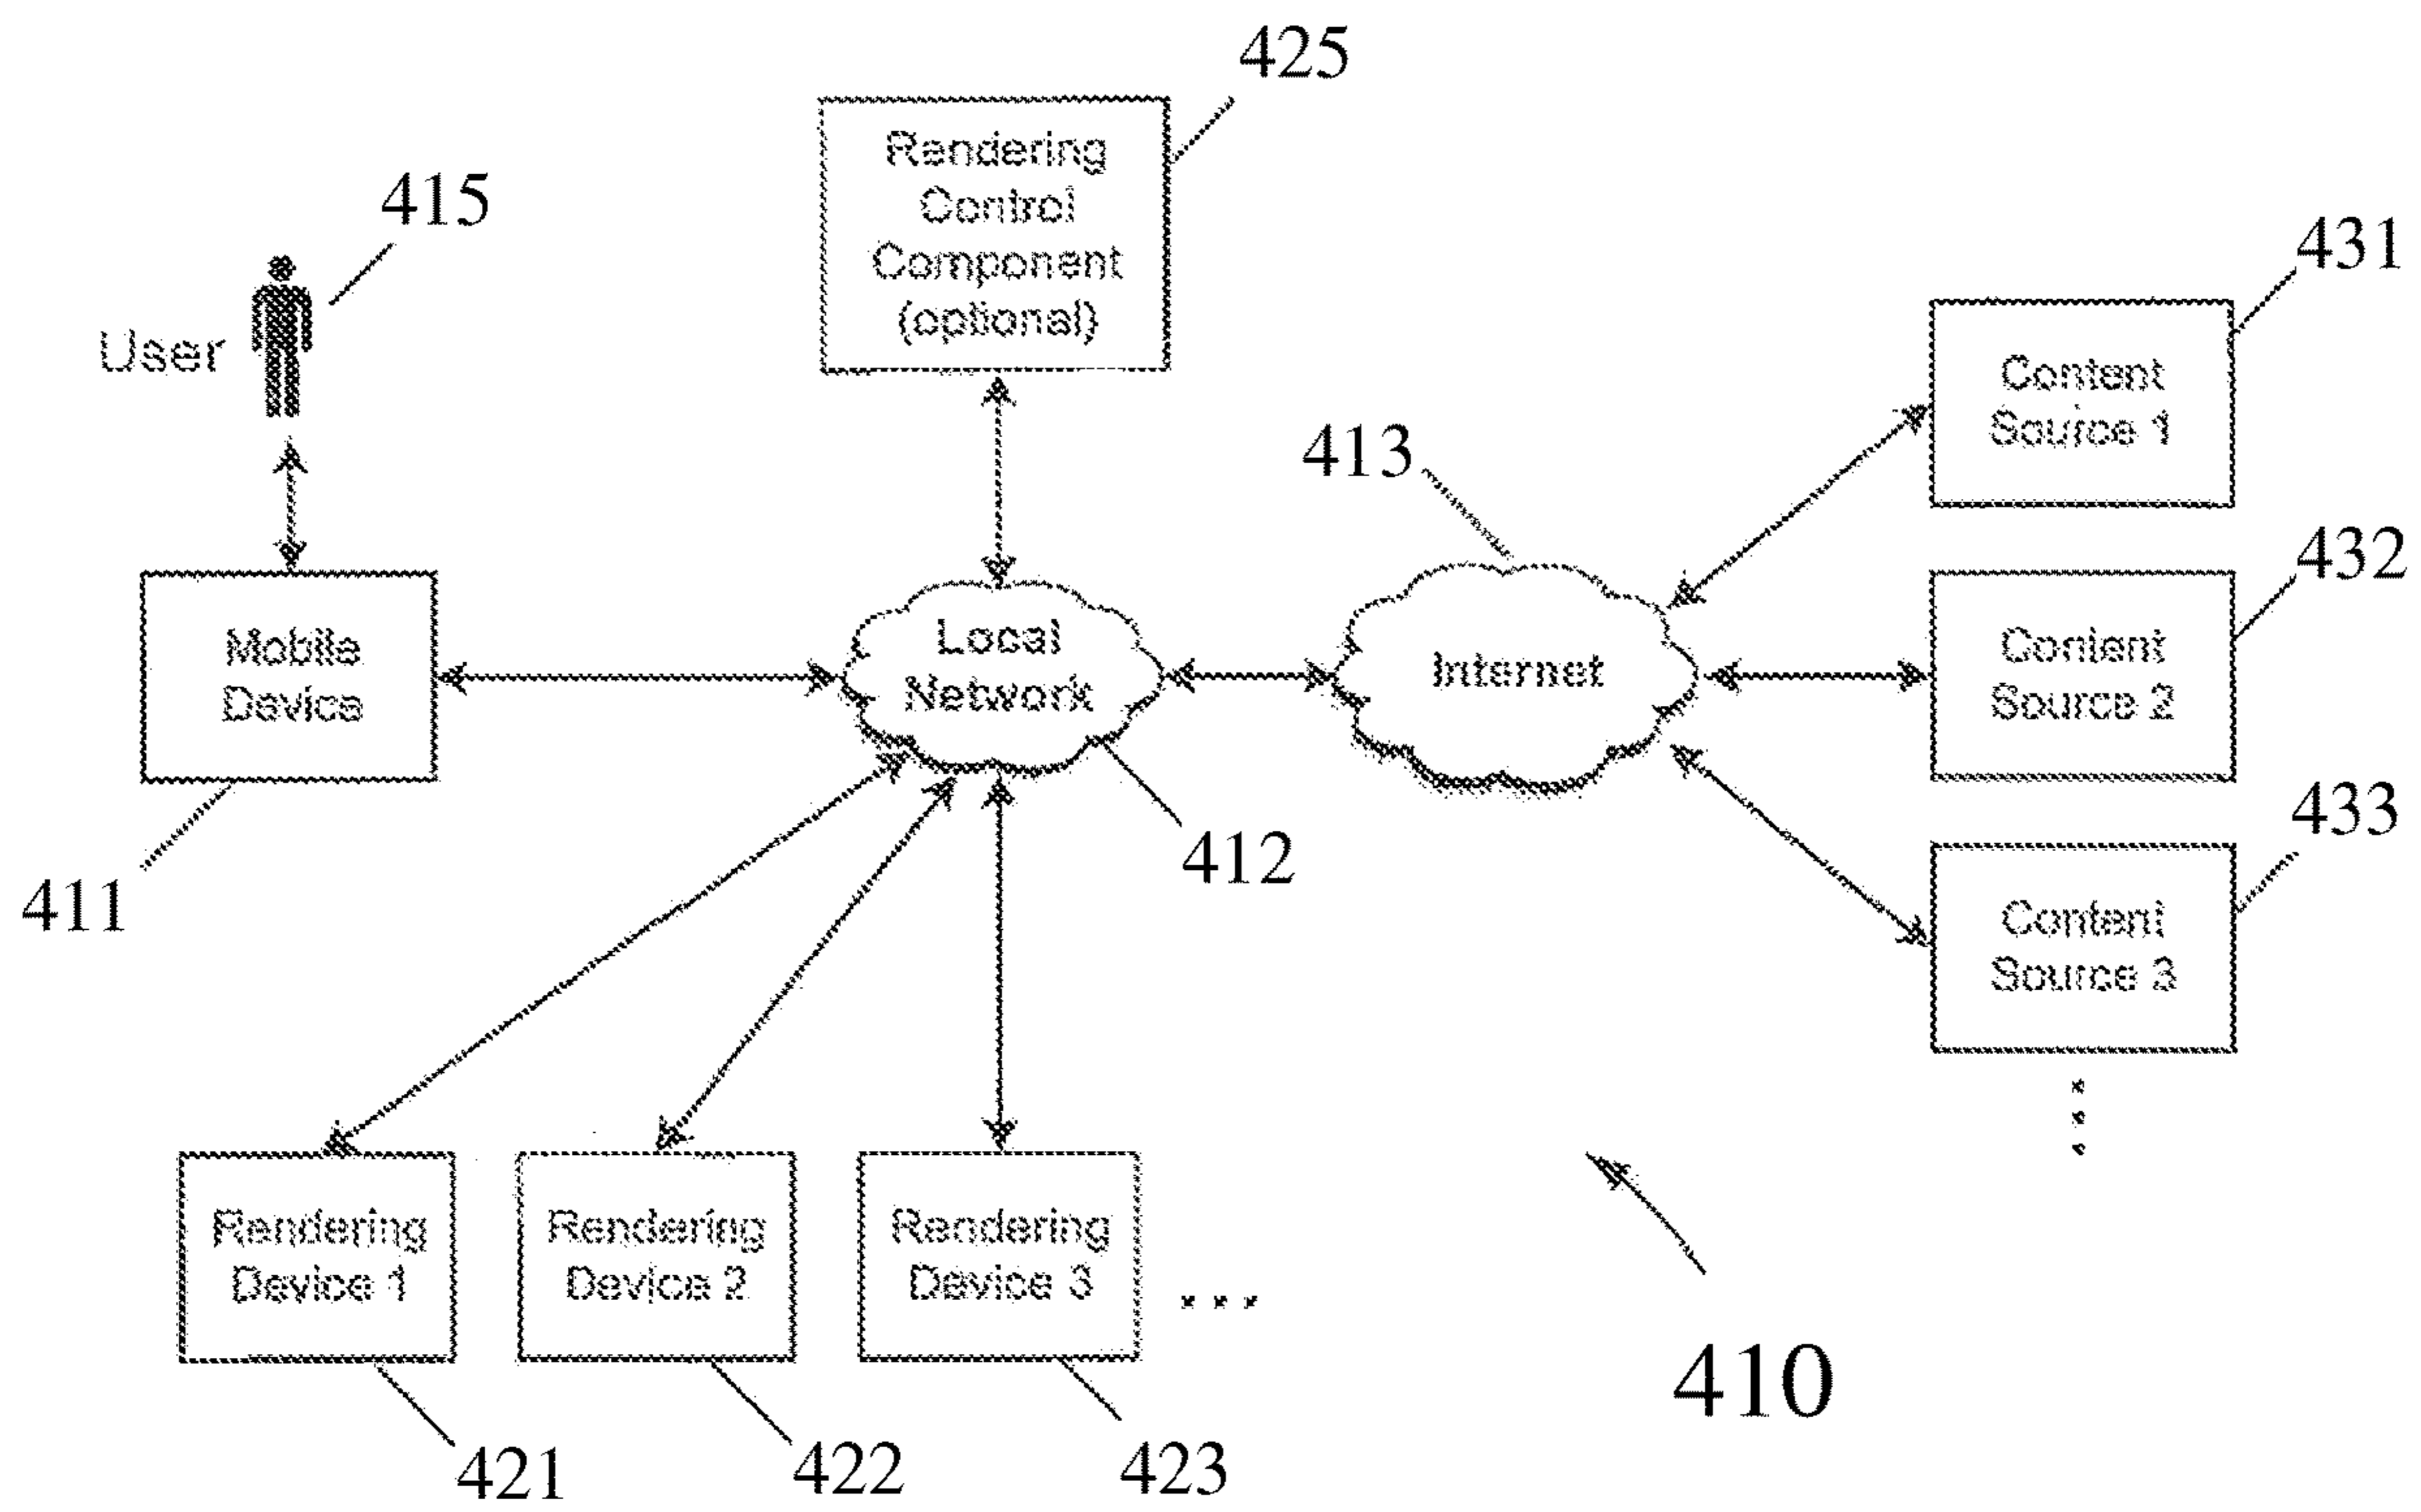 425
Rendering
Control
Component
(optional)
415
User
431
Content
Source 1
413
432
Mobile
Device
Local
Network
Internet
Content
Source 2
433
411
412
Content
Source 3
Rendering
Device 1
Rendering
Device 2
Rendering
Device 3
...
410
421
422
423